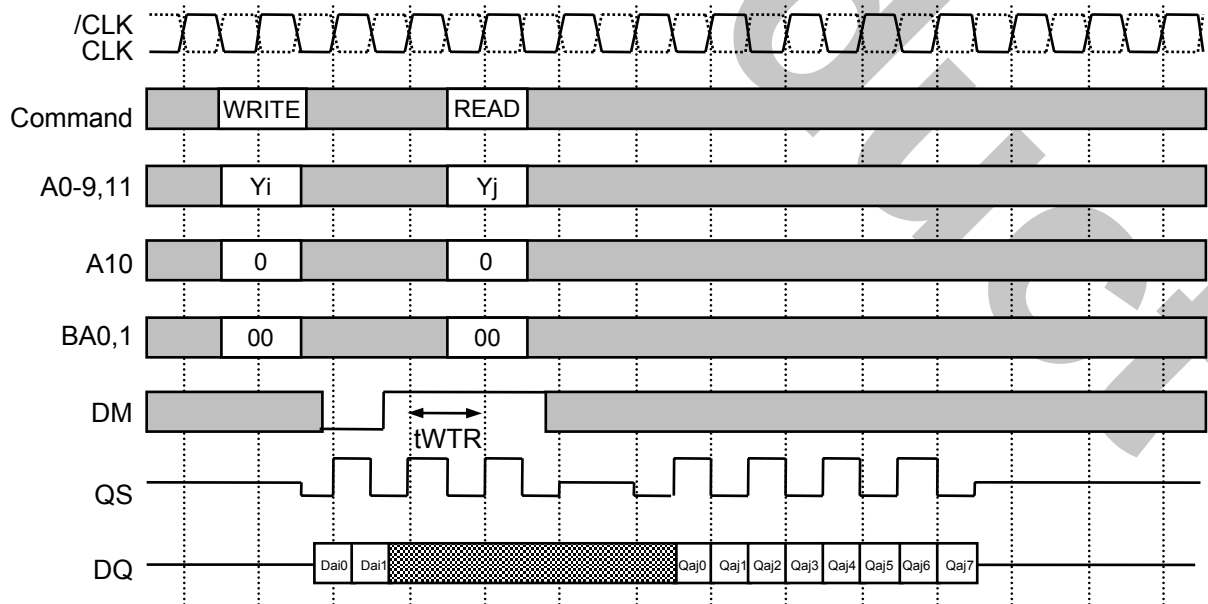 /CLK
CLK
Command WRITE READ
A0-9,11 Yi Yj
A10 0 0
BA0,1 00 00
DM
tWTR
QS
DQ Dai0 Dai1 Qaj0 Qaj1 Qaj2 Qaj3 Qaj4 Qaj5 Qaj6 Qaj7